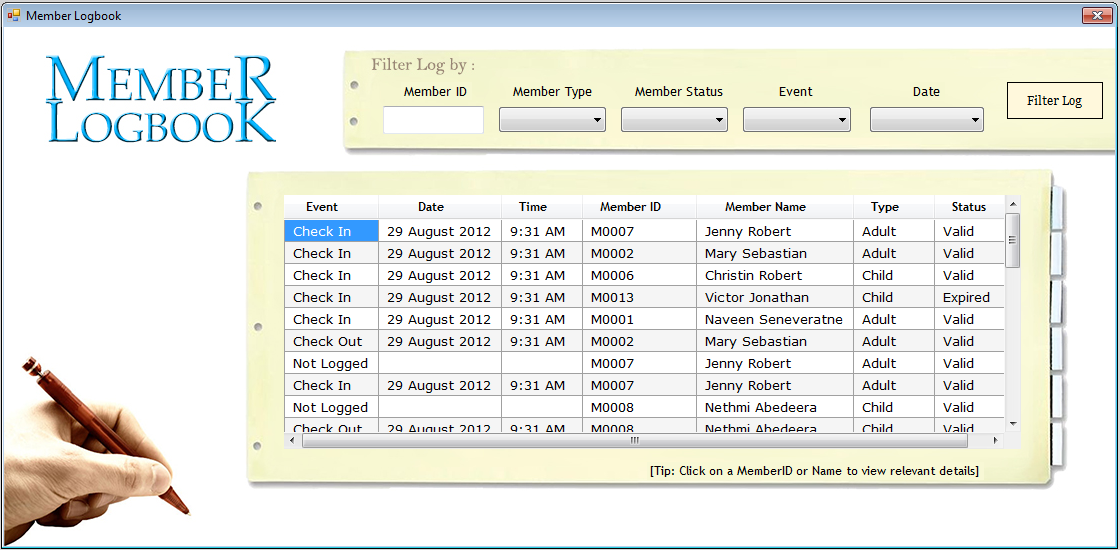 Member Logbook
MEMBER
LOGBOOK
Filter Log by :
Member ID Member Type Member Status Event Date
Filter Log
Event Date Time Member ID Member Name Type Status
Check In 29 August 2012 9:31 AM M0007 Jenny Robert Adult Valid
Check In 29 August 2012 9:31 AM M0002 Mary Sebastian Adult Valid
Check In 29 August 2012 9:31 AM M0006 Christin Robert Child Valid
Check In 29 August 2012 9:31 AM M0013 Victor Jonathan Child Expired
Check In 29 August 2012 9:31 AM M0001 Naveen Seneveratne Adult Valid
Check Out 29 August 2012 9:31 AM M0002 Mary Sebastian Adult Valid
Not Logged M0007 Jenny Robert Adult Valid
Check In 29 August 2012 9:31 AM M0007 Jenny Robert Adult Valid
Not Logged M0008 Nethmi Abedeera Child Valid
Check Out 29 August 2012 9:31 AM M0008 Nethmi Abedeera Child Valid
[Tip: Click on a MemberID or Name to view relevant details]